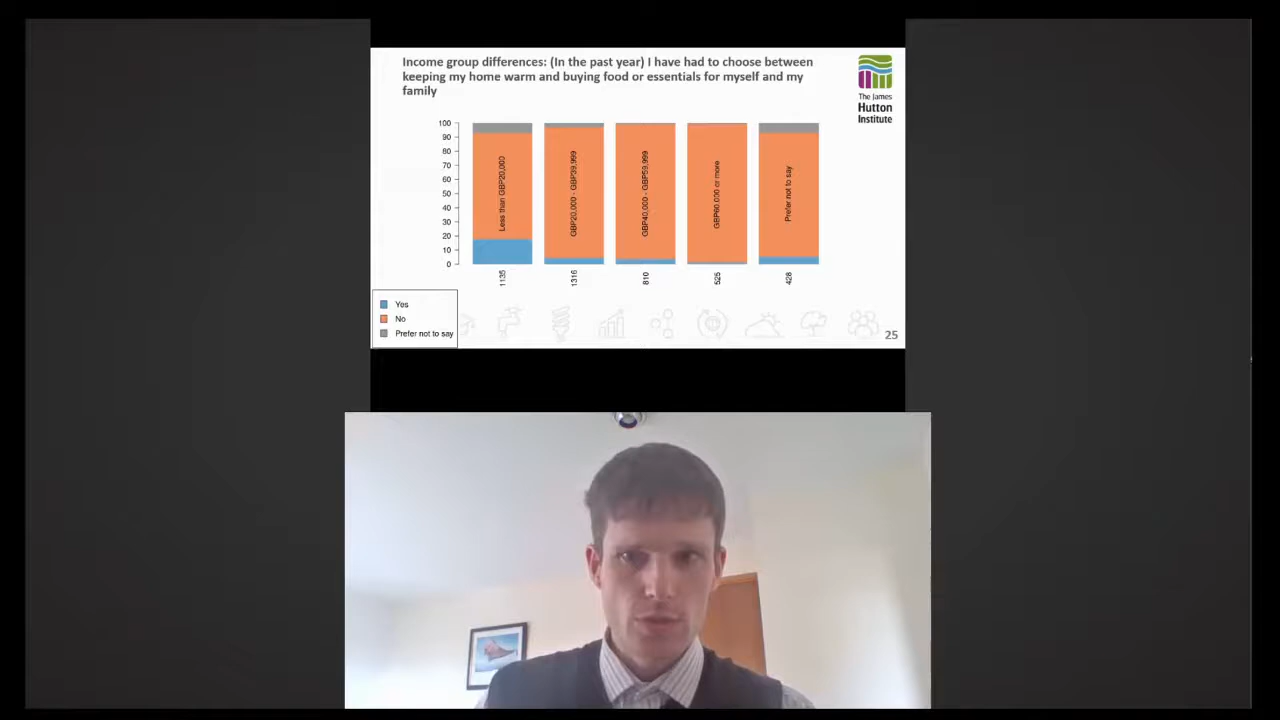 Income group differences: (In the past year) I have had to choose between
keeping my home warm and buying food or essentials for myself and my
family
The James
Hutton
Institute
100
90
80
70
60
50
40
30
20
10
0
Less than GBP20,000
GBP20,000 - GBP39,999
GBP40,000 - GBP59,999
GBP60,000 or more
Prefer not to say
1135
1316
810
525
428
Yes
No
Prefer not to say
25